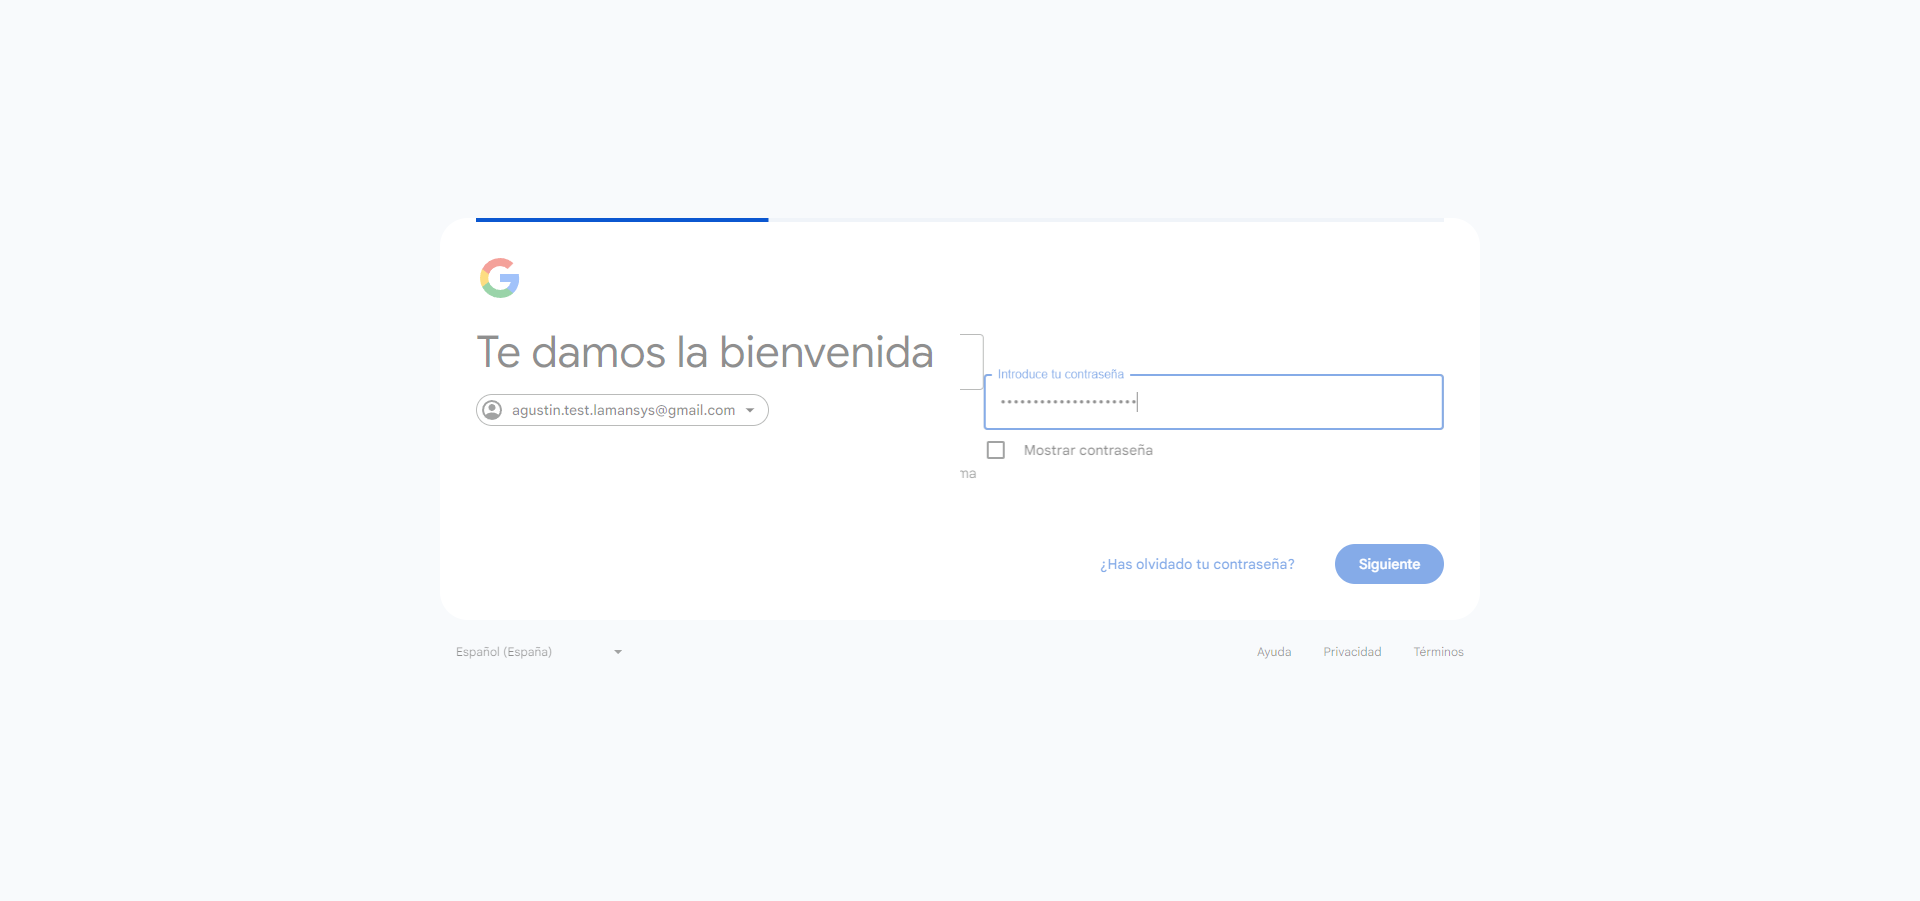 Te damos la bienvenida
agustin.test.lamansys@gmail.com
Introduce tu contraseña
•••••••••••••••••••••
Mostrar contraseña
ma
¿Has olvidado tu contraseña?
Siguiente
Español (España)
Ayuda
Privacidad
Términos